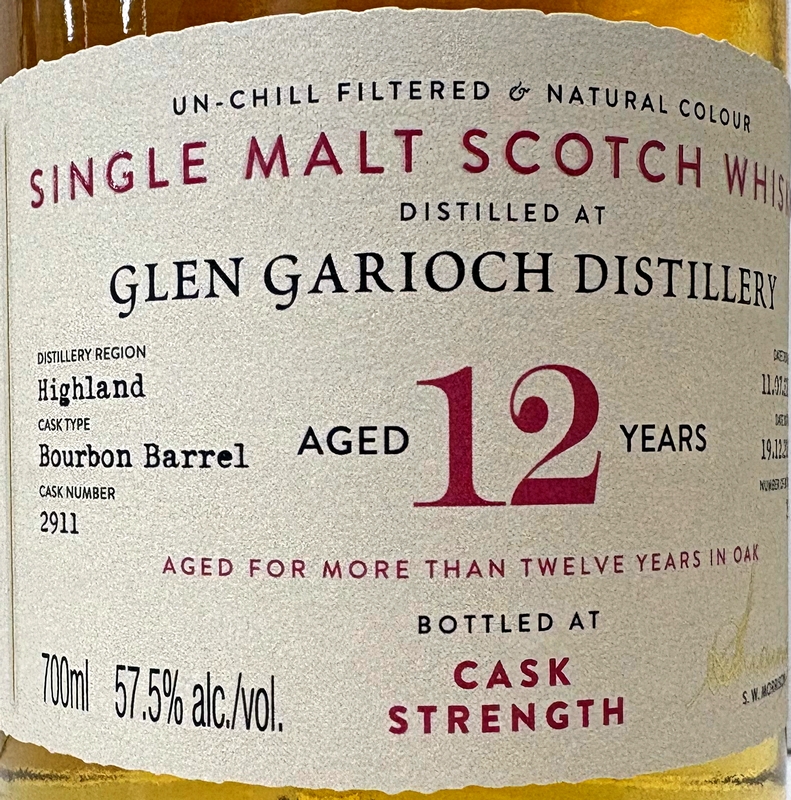 UN-CHILL FILTERED & NATURAL COLOUR
SINGLE MALT SCOTCH
DISTILLED AT
GLEN GARIOCH DISTILLERY
DISTILLERY REGION
Highland
CASK TYPE
Bourbon Barrel
CASK NUMBER
2911
AGED 12 YEARS
AGED FOR MORE THAN TWELVE YEARS IN OAK
BOTTLED AT
CASK
STRENGTH
700ml 57.5% alc./vol.
S. W.